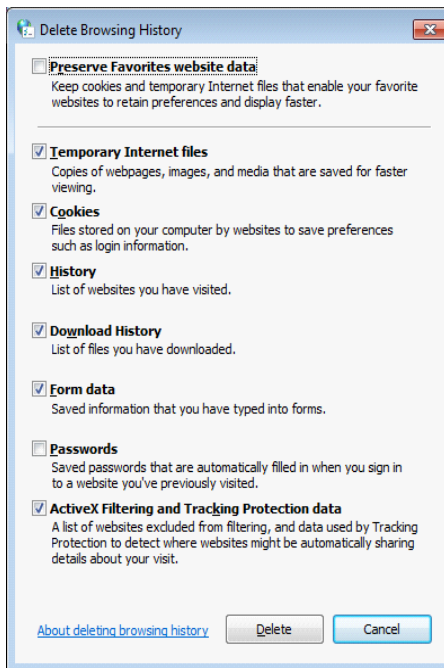 Delete Browsing History
Preserve Favorites website data
Keep cookies and temporary Internet files that enable your favorite
websites to retain preferences and display faster.
Temporary Internet files
Copies of webpages, images, and media that are saved for faster
viewing.
Cookies
Files stored on your computer by websites to save preferences
such as login information.
History
List of websites you have visited.
Download History
List of files you have downloaded.
Form data
Saved information that you have typed into forms.
Passwords
Saved passwords that are automatically filled in when you sign in
to a website you've previously visited.
ActiveX Filtering and Tracking Protection data
A list of websites excluded from filtering, and data used by Tracking
Protection to detect where websites might be automatically sharing
details about your visit.
About deleting browsing history Delete Cancel